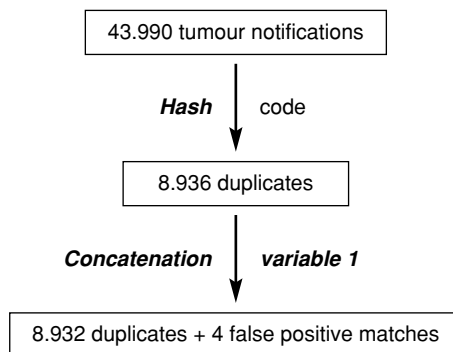 43.990 tumour notifications
Hash code
8.936 duplicates
Concatenation variable 1
8.932 duplicates + 4 false positive matches